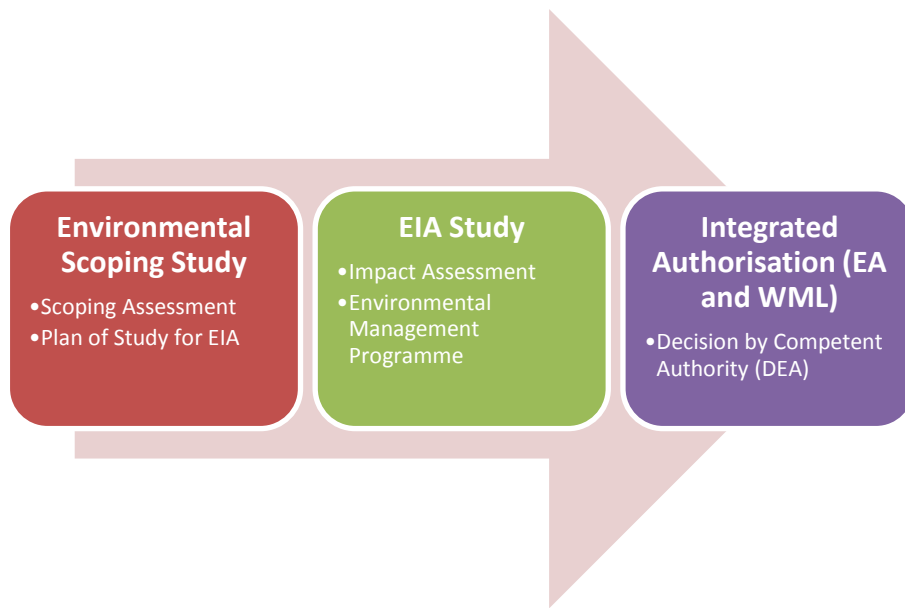 Environmental
Scoping Study
•Scoping Assessment
•Plan of Study for EIA
EIA Study
•Impact Assessment
•Environmental
Management
Programme
Integrated
Authorisation (EA
and WML)
•Decision by Competent
Authority (DEA)